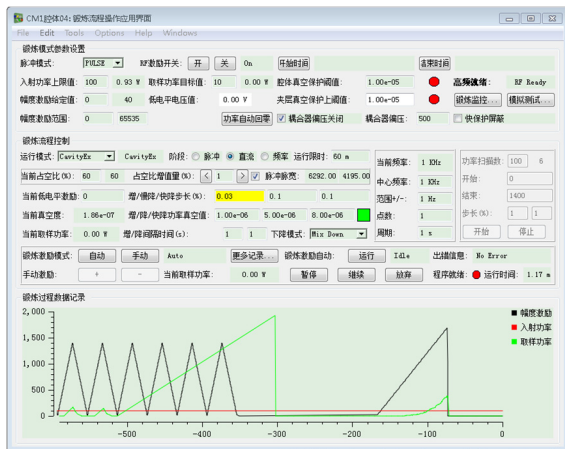 CM1腔体04: 锻炼流程操作应用界面
File Edit Tools Options Help Windows
锻炼模式参数设置
脉冲模式: PULSE RF激励开关: 开 关 On 开始时间 结束时间
入射功率上限值: 100 0.93 W 取样功率目标值: 10 0.00 W 腔体真空保护阈值: 1.00e-05 高频就绪: RF Ready
幅度激励给定值: 0 40 低电平电压值: 0.00 V 夹层真空保护上阈值: 1.00e-05 锻炼监控... 模拟测试...
幅度激励范围: 0 65535 功率自动回零 耦合器偏压关闭 耦合器偏压: 500 快保护屏蔽
锻炼流程控制
运行模式: CavityEx CavityEx 阶段: 脉冲 直流 频率 运行限时: 60 m
当前占空比(%): 60 60 占空比增值量(%): < 1 > 脉冲脉宽: 6292.00 4195.00
当前低电平激励: 0 增/慢降/快降步长(%): 0.03 0.1 0.1
当前真空度: 1.86e-07 增/降/快降功率真空值: 1.00e-06 5.00e-06 8.00e-06
当前取样功率: 0.00 W 增/降间隔时间(s): 1 1 下降模式: Mix Down
当前频率: 1 KHz
中心频率: 1 KHz
范围+/-: 1 Hz
点数: 1
周期: 1 s
功率扫描数: 100 6
开始: 0
结束: 1400
步长(%): 1 1
开始 停止
锻炼激励模式: 自动 手动 Auto 更多记录... 锻炼激励自动: 运行 Idle 出错信息: No Error
手动激励: + - 当前取样功率: 0.00 W 暂停 继续 放弃 程序就绪: 运行时间: 1.17 m
锻炼过程数据记录
2,000
1,500
1,000
500
0
-500 -400 -300 -200 -100 0
幅度激励
入射功率
取样功率